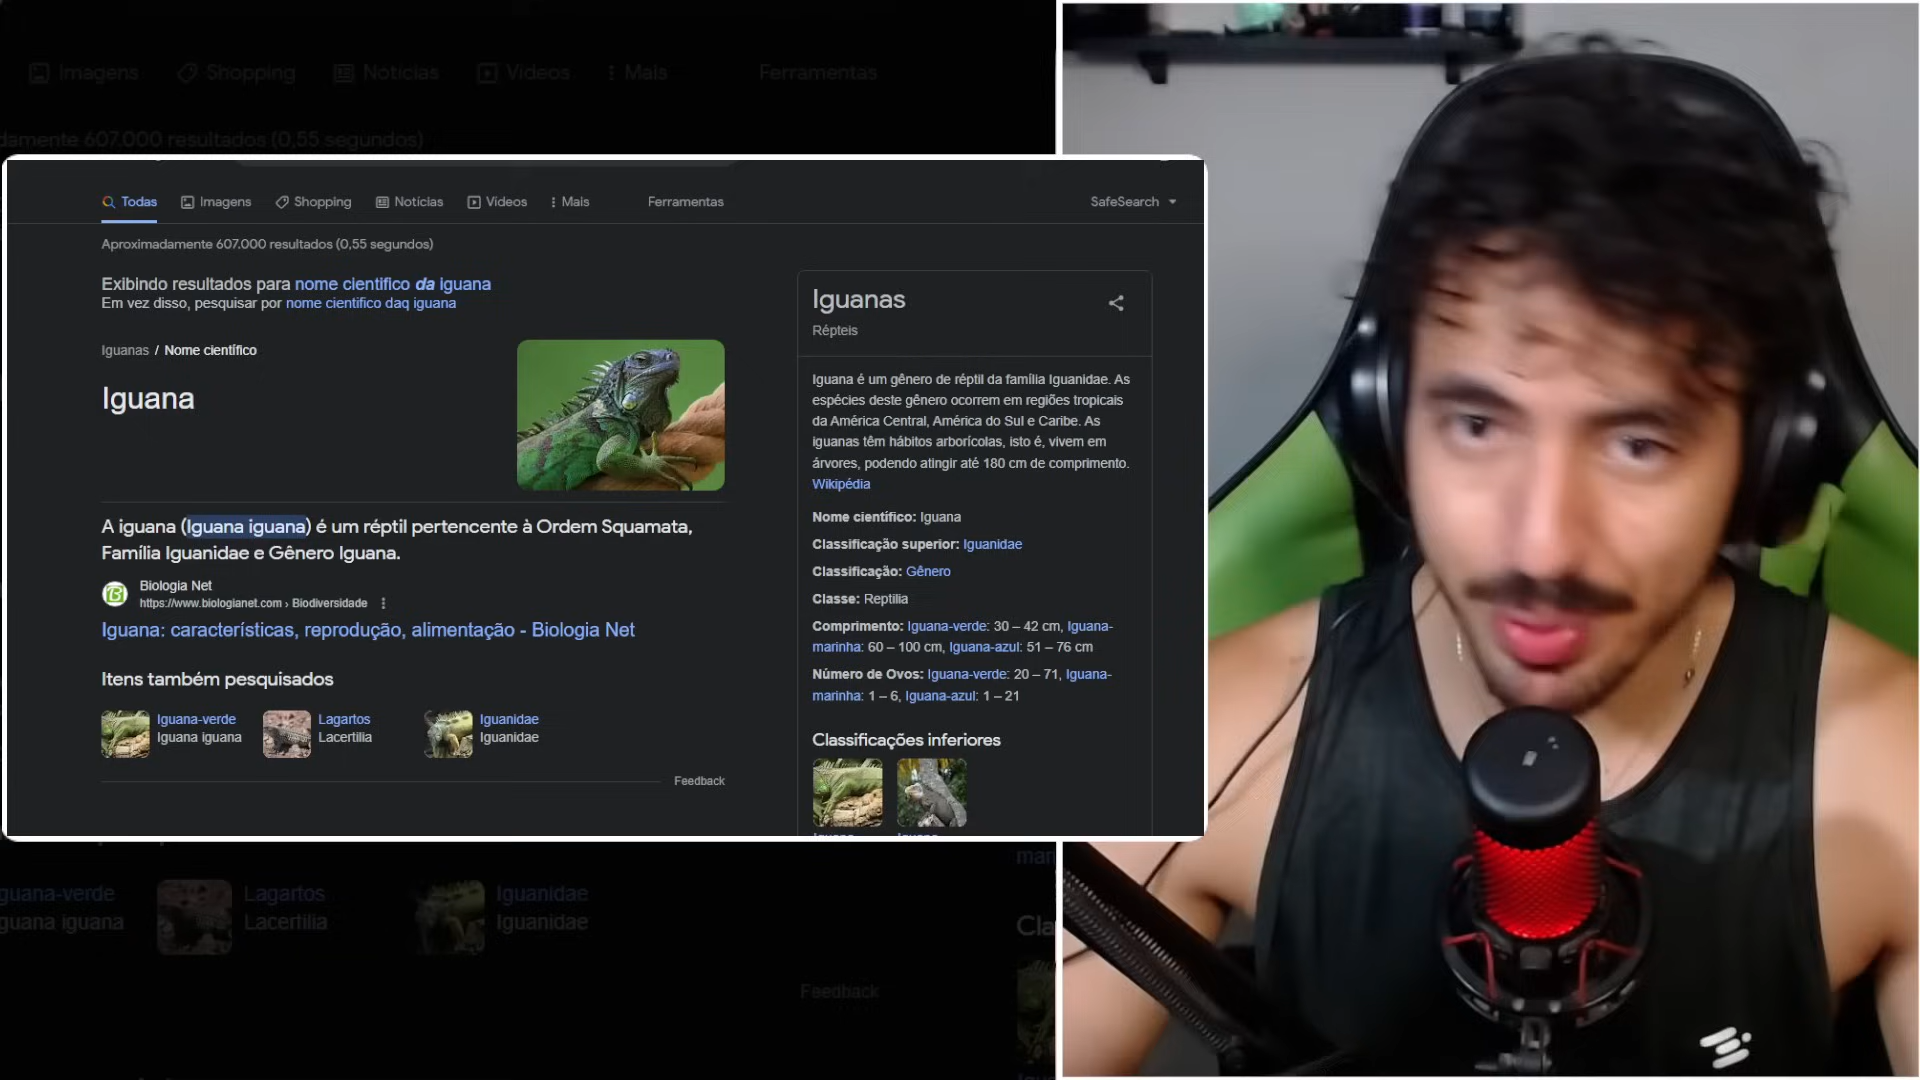 Imagens Shopping Notícias Vídeos Mais Ferramentas
damente 607.000 resultados (0,55 segundos)
Todas Imagens Shopping Notícias Vídeos Mais Ferramentas SafeSearch
Aproximadamente 607.000 resultados (0,55 segundos)
Exibindo resultados para nome cientifico da iguana
Em vez disso, pesquisar por nome cientifico daq iguana
Iguanas / Nome científico
Iguana
A iguana (Iguana iguana) é um réptil pertencente à Ordem Squamata,
Família Iguanidae e Gênero Iguana.
Biologia Net
https://www.biologianet.com › Biodiversidade
Iguana: características, reprodução, alimentação - Biologia Net
Itens também pesquisados
Iguana-verde
Iguana iguana
Lagartos
Lacertilia
Iguanidae
Iguanidae
Feedback
Iguanas
Répteis
Iguana é um gênero de réptil da família Iguanidae. As
espécies deste gênero ocorrem em regiões tropicais
da América Central, América do Sul e Caribe. As
iguanas têm hábitos arborícolas, isto é, vivem em
árvores, podendo atingir até 180 cm de comprimento.
Wikipédia
Nome científico: Iguana
Classificação superior: Iguanidae
Classificação: Gênero
Classe: Reptilia
Comprimento: Iguana-verde: 30 – 42 cm, Iguana-
marinha: 60 – 100 cm, Iguana-azul: 51 – 76 cm
Número de Ovos: Iguana-verde: 20 – 71, Iguana-
marinha: 1 – 6, Iguana-azul: 1 – 21
Classificações inferiores
guana-verde
guana iguana
Lagartos
Lacertilia
Iguanidae
Iguanidae
Feedback
mar
Cla